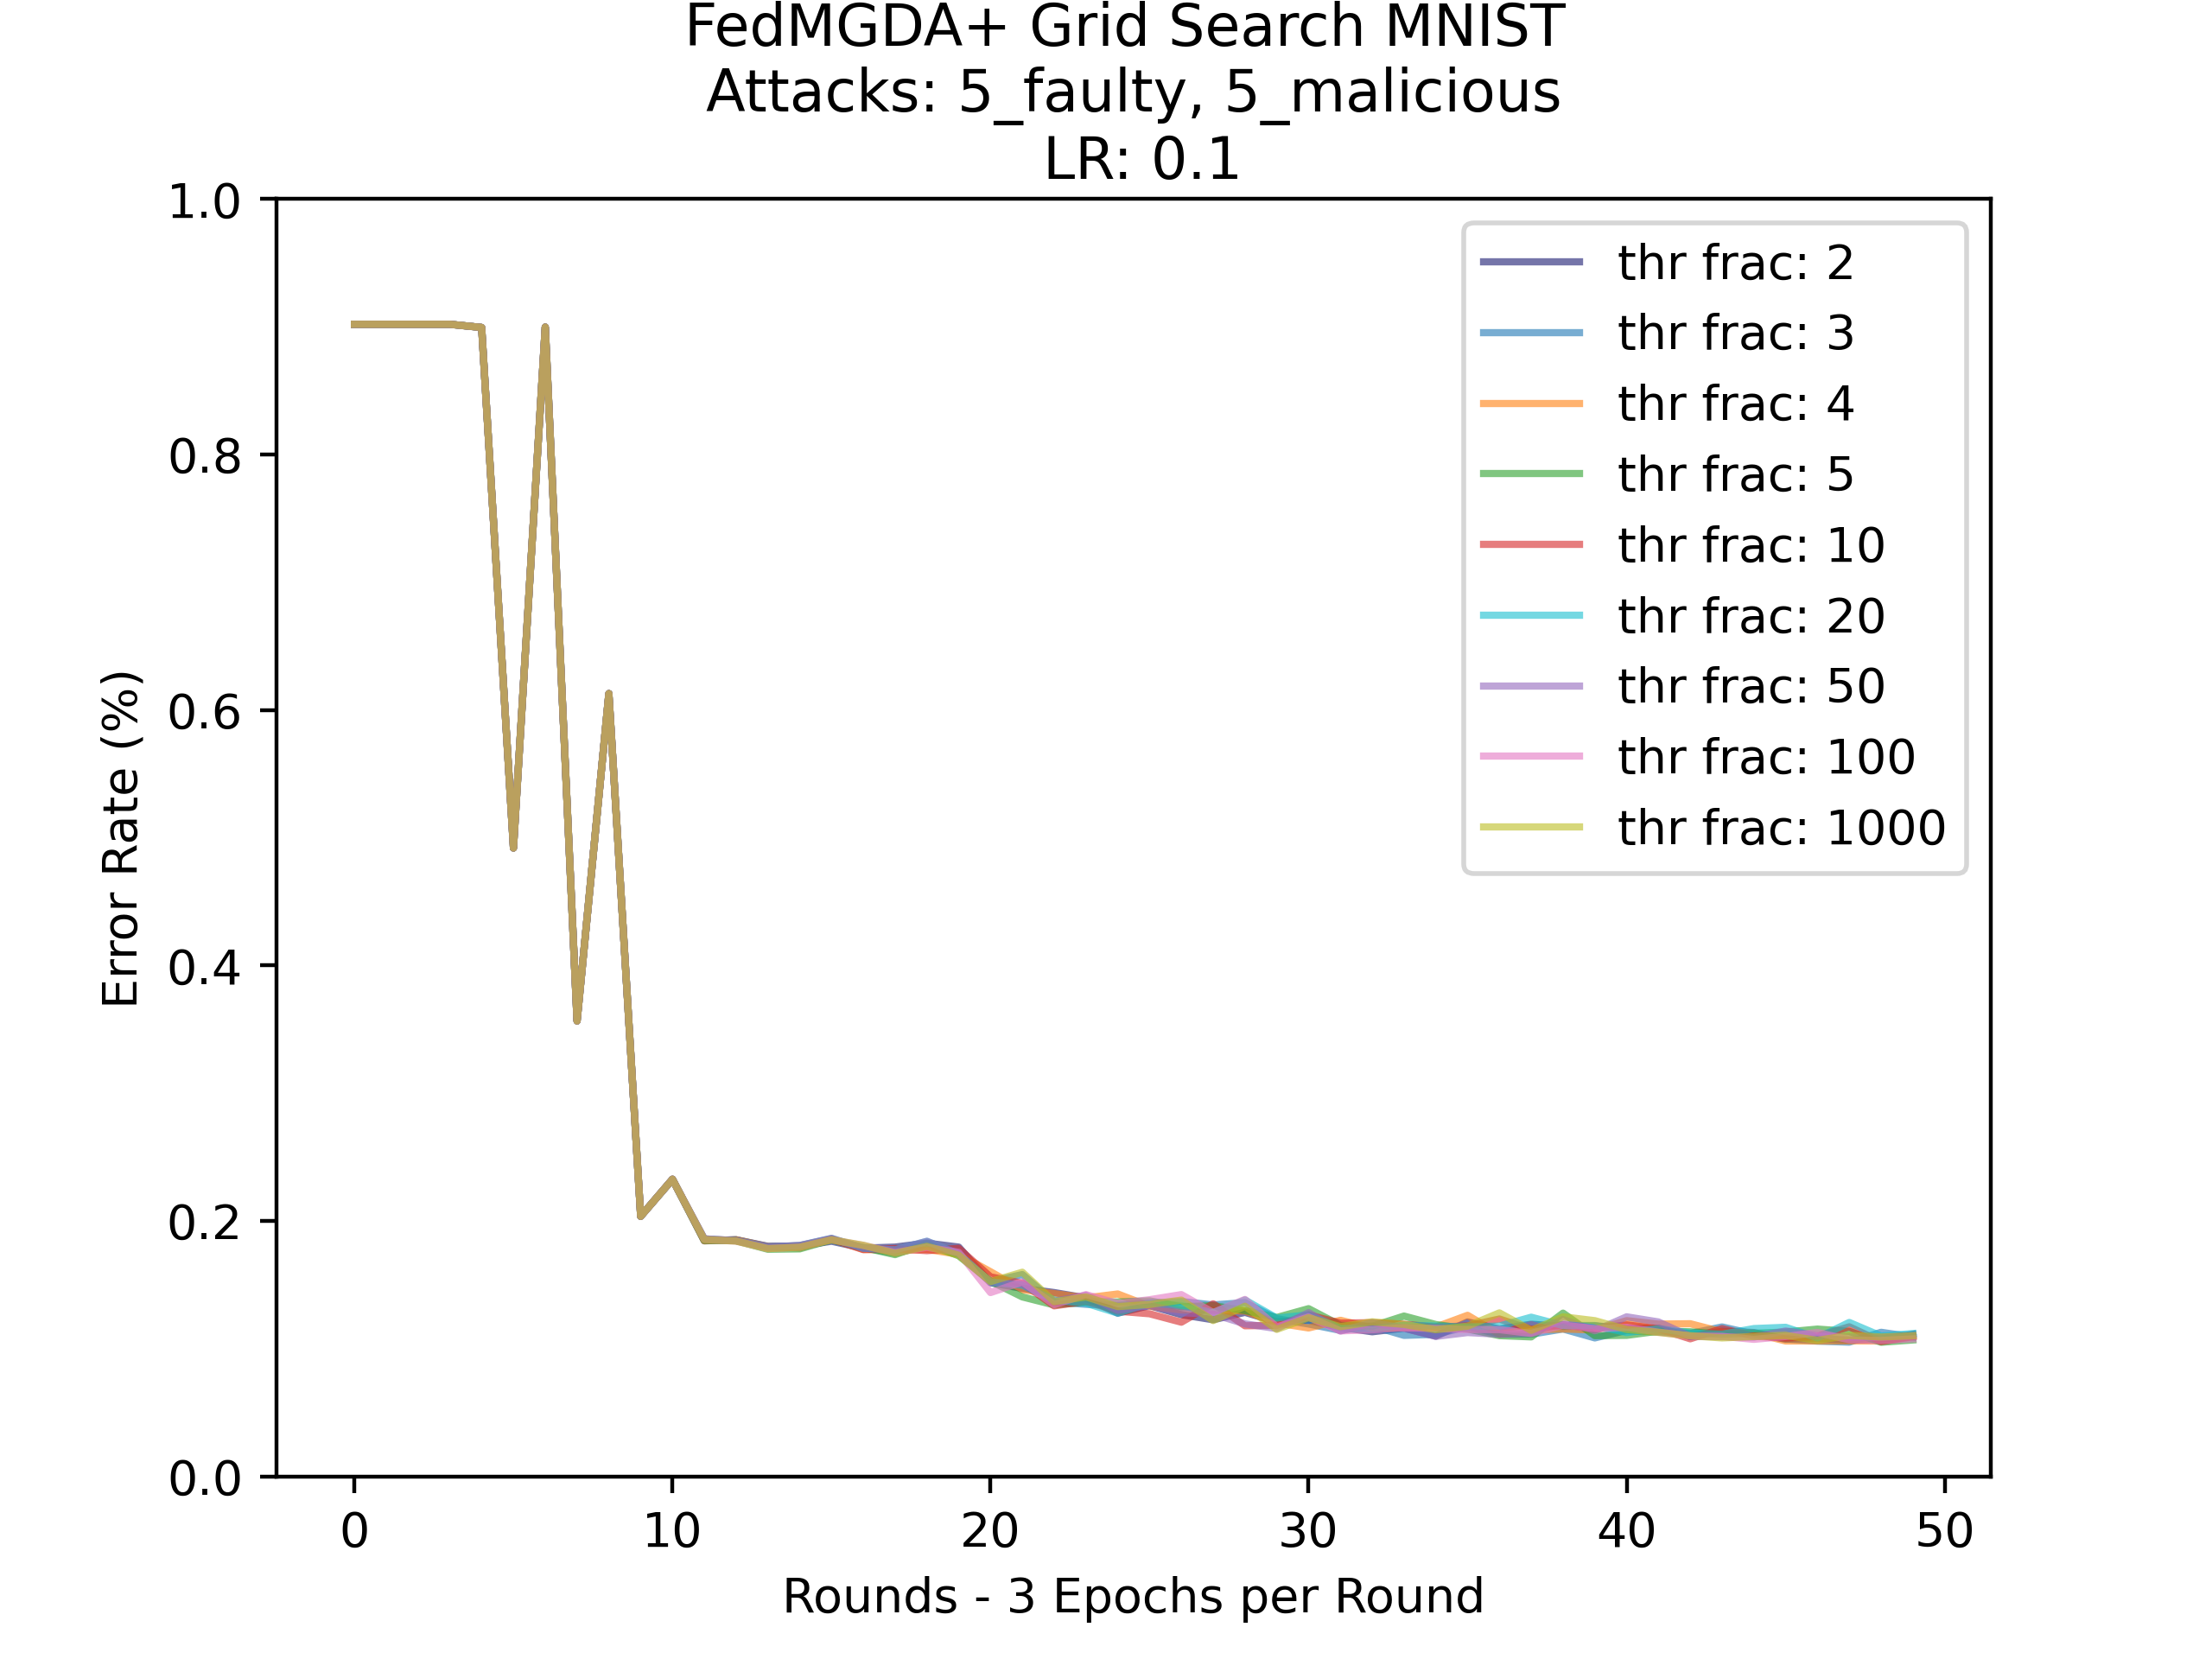 FedMGDA+ Grid Search MNIST
Attacks: 5_faulty, 5_malicious
LR: 0.1
1.0
0.8
0.6
0.4
0.2
0.0
Error Rate (%)
thr frac: 2
thr frac: 3
thr frac: 4
thr frac: 5
thr frac: 10
thr frac: 20
thr frac: 50
thr frac: 100
thr frac: 1000
0 10 20 30 40 50
Rounds - 3 Epochs per Round